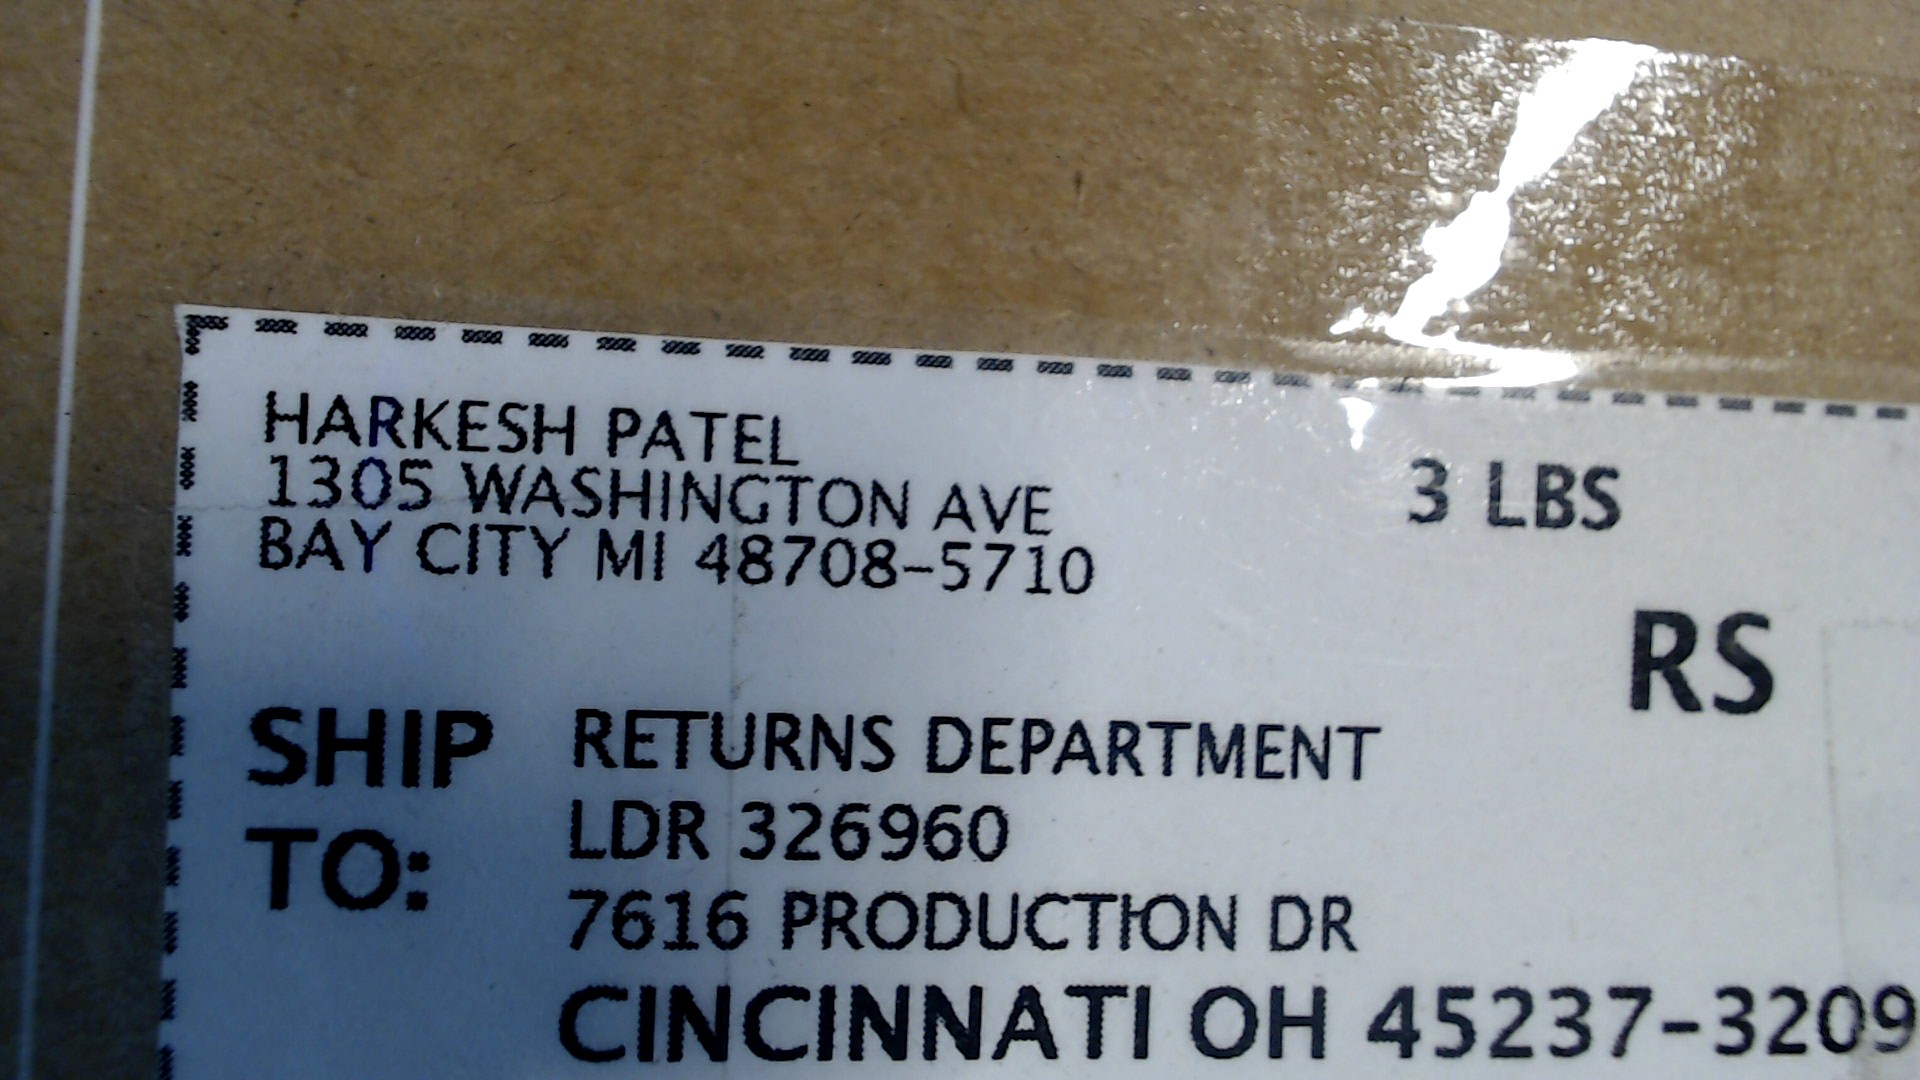 HARKESH PATEL
1305 WASHINGTON AVE
BAY CITY MI 48708-5710
3 LBS
RS
SHIP TO:
RETURNS DEPARTMENT
LDR 326960
7616 PRODUCTION DR
CINCINNATI OH 45237-3209